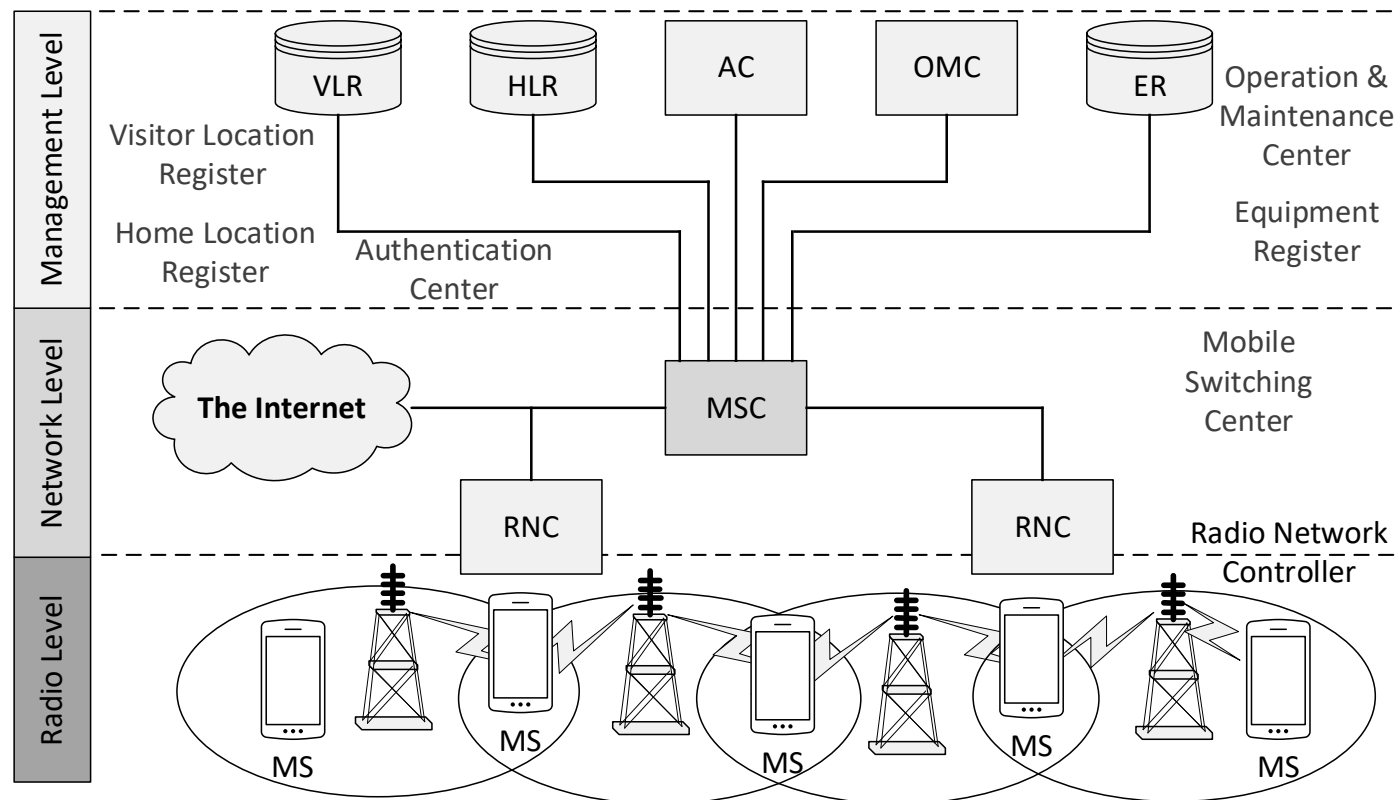 Management Level
VLR
HLR
AC
OMC
ER
Visitor Location
Register
Home Location
Register
Authentication
Center
Operation &
Maintenance
Center
Equipment
Register
Network Level
The Internet
MSC
Mobile
Switching
Center
RNC
RNC
Radio Network
Controller
Radio Level
MS
MS
MS
MS
MS